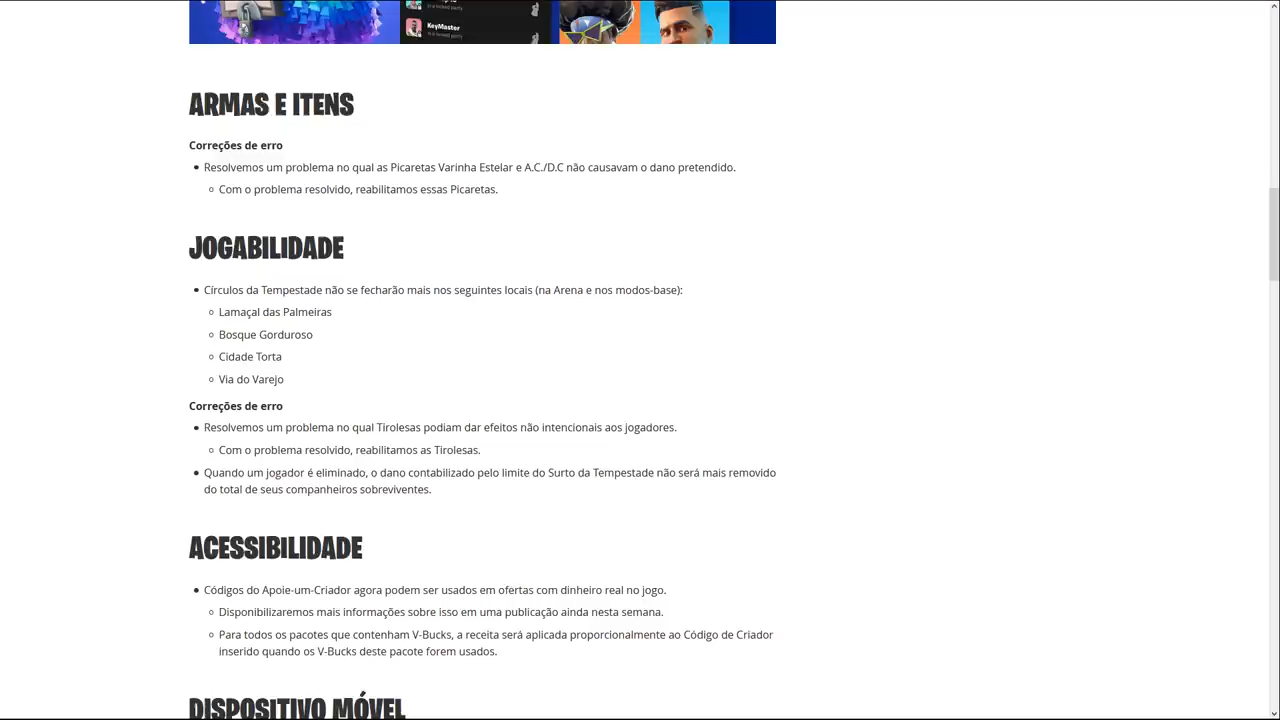 KeyMaster
is a locked party
ARMAS E ITENS
Correções de erro
Resolvemos um problema no qual as Picaretas Varinha Estelar e A.C./D.C não causavam o dano pretendido.
Com o problema resolvido, reabilitamos essas Picaretas.
JOGABILIDADE
Círculos da Tempestade não se fecharão mais nos seguintes locais (na Arena e nos modos-base):
Lamaçal das Palmeiras
Bosque Gorduroso
Cidade Torta
Via do Varejo
Correções de erro
Resolvemos um problema no qual Tirolesas podiam dar efeitos não intencionais aos jogadores.
Com o problema resolvido, reabilitamos as Tirolesas.
Quando um jogador é eliminado, o dano contabilizado pelo limite do Surto da Tempestade não será mais removido
do total de seus companheiros sobreviventes.
ACESSIBILIDADE
Códigos do Apoie-um-Criador agora podem ser usados em ofertas com dinheiro real no jogo.
Disponibilizaremos mais informações sobre isso em uma publicação ainda nesta semana.
Para todos os pacotes que contenham V-Bucks, a receita será aplicada proporcionalmente ao Código de Criador
inserido quando os V-Bucks deste pacote forem usados.
DISPOSITIVO MÓVEL